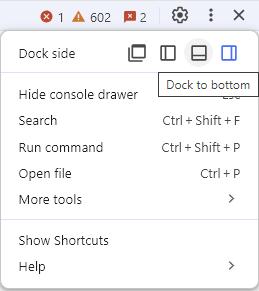 1 602 2
Dock side
Dock to bottom
Hide console drawer
Search Ctrl + Shift + F
Run command Ctrl + Shift + P
Open file Ctrl + P
More tools
Show Shortcuts
Help